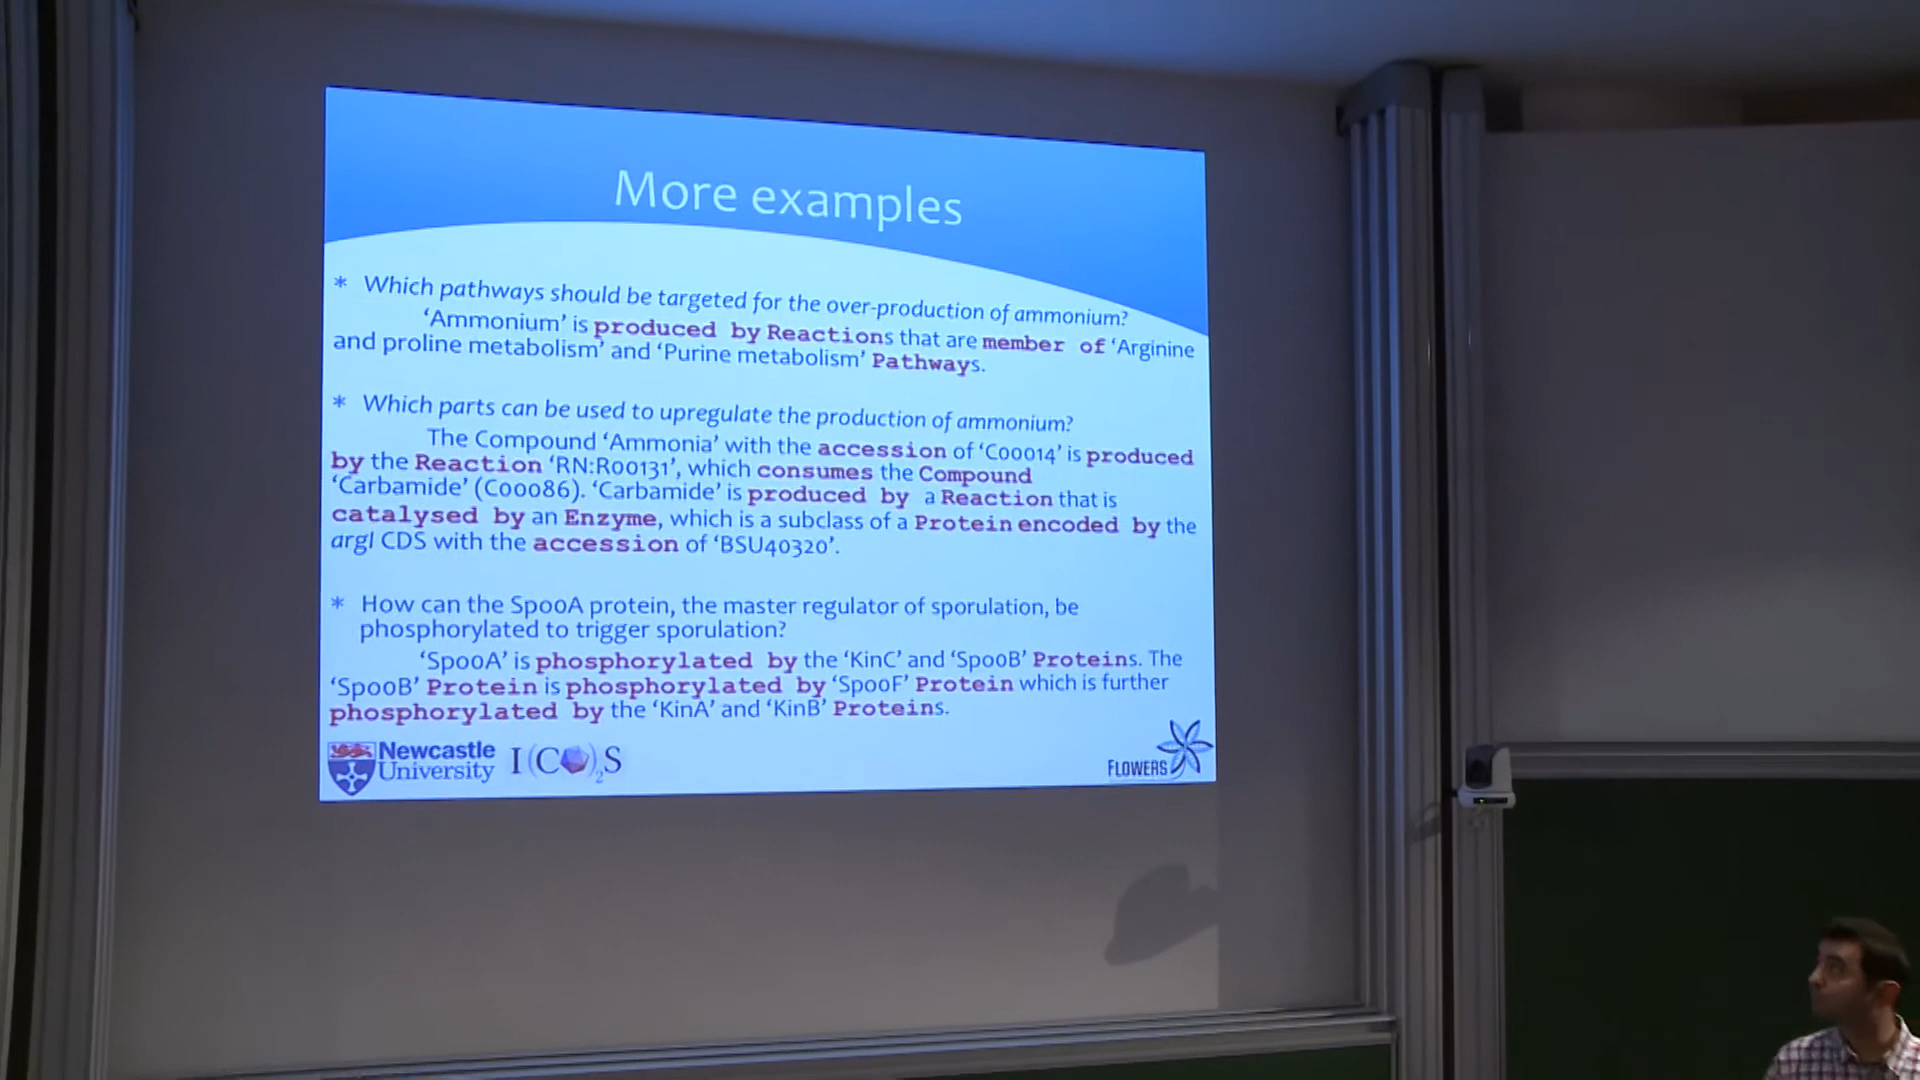 More examples
* Which pathways should be targeted for the over-production of ammonium?
‘Ammonium’ is produced by Reactions that are member of ‘Arginine
and proline metabolism’ and ‘Purine metabolism’ Pathways.
* Which parts can be used to upregulate the production of ammonium?
The Compound ‘Ammonia’ with the accession of ‘C00014’ is produced
by the Reaction ‘RN:R00131’, which consumes the Compound
‘Carbamide’ (C00086). ‘Carbamide’ is produced by a Reaction that is
catalysed by an Enzyme, which is a subclass of a Protein encoded by the
argI CDS with the accession of ‘BSU40320’.
* How can the Spo0A protein, the master regulator of sporulation, be
phosphorylated to trigger sporulation?
‘Spo0A’ is phosphorylated by the ‘KinC’ and ‘Spo0B’ Proteins. The
‘Spo0B’ Protein is phosphorylated by ‘Spo0F’ Protein which is further
phosphorylated by the ‘KinA’ and ‘KinB’ Proteins.
Newcastle
University
I(CO)2S
FLOWERS